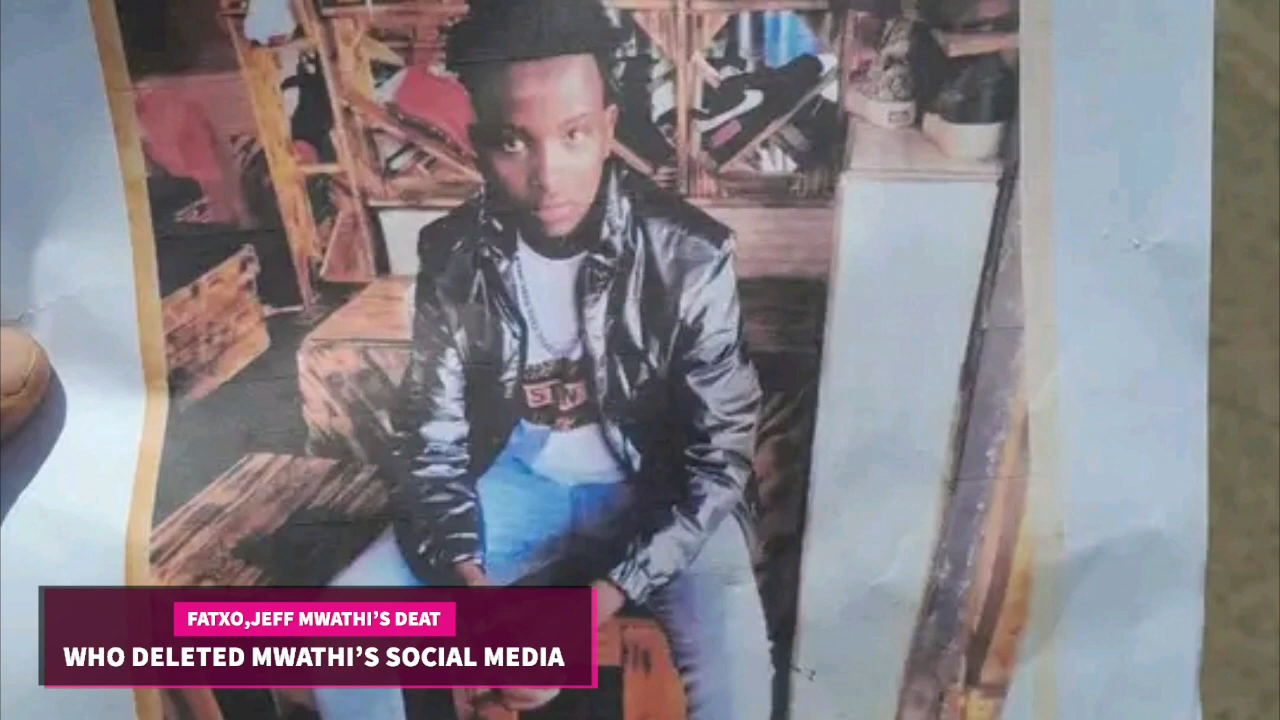 FATXO,JEFF MWATHI'S DEAT
WHO DELETED MWATHI'S SOCIAL MEDIA